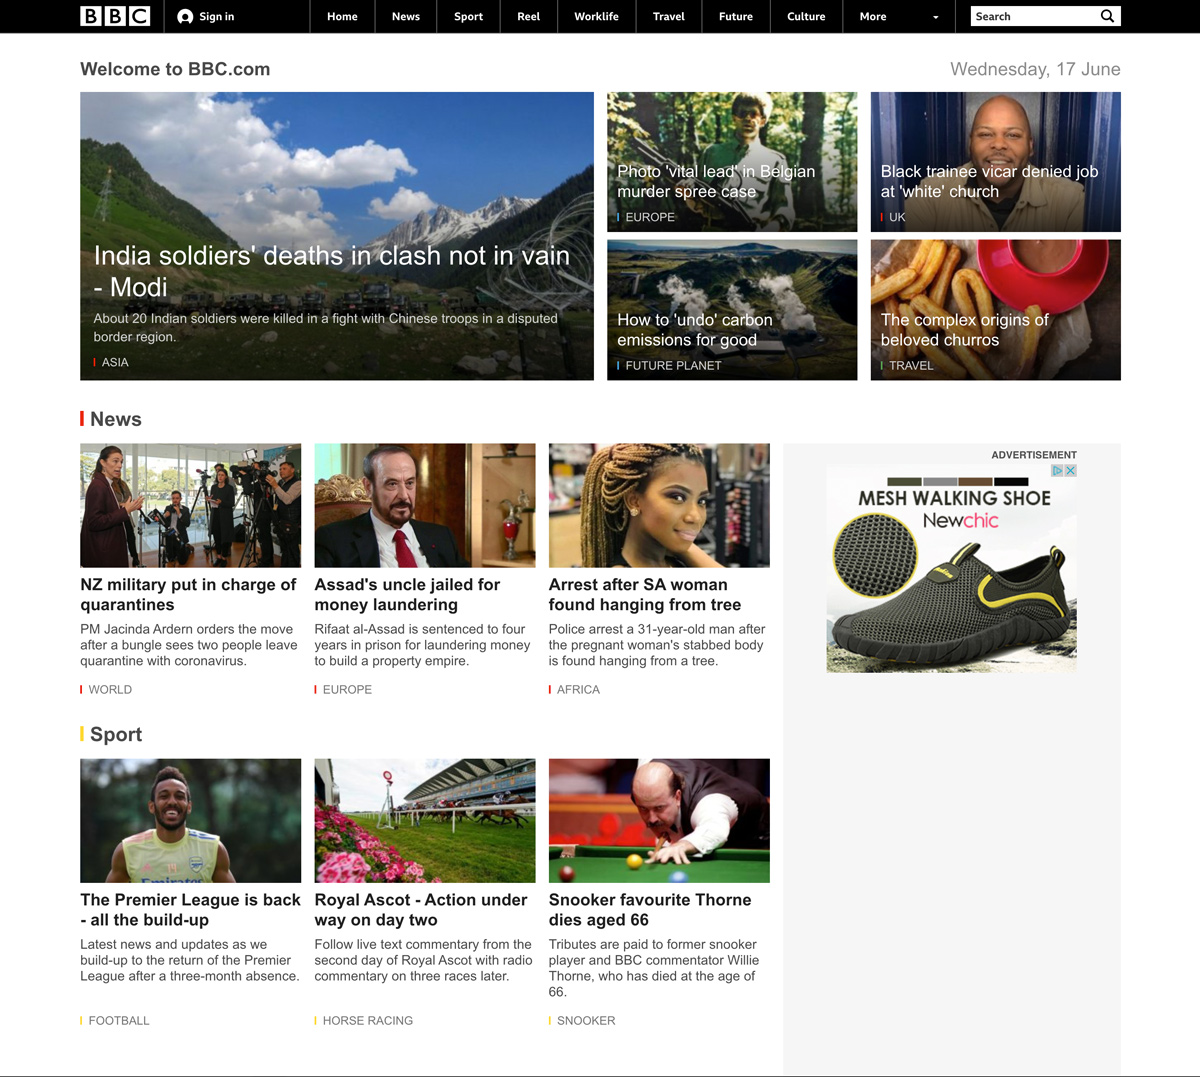 BBC
Sign in
Home
News
Sport
Reel
Worklife
Travel
Future
Culture
More
Search
Welcome to BBC.com
Wednesday, 17 June
India soldiers' deaths in clash not in vain
- Modi
About 20 Indian soldiers were killed in a fight with Chinese troops in a disputed
border region.
ASIA
Photo 'vital lead' in Belgian
murder spree case
EUROPE
Black trainee vicar denied job
at 'white' church
UK
How to 'undo' carbon
emissions for good
FUTURE PLANET
The complex origins of
beloved churros
TRAVEL
News
NZ military put in charge of
quarantines
PM Jacinda Ardern orders the move
after a bungle sees two people leave
quarantine with coronavirus.
WORLD
Assad's uncle jailed for
money laundering
Rifaat al-Assad is sentenced to four
years in prison for laundering money
to build a property empire.
EUROPE
Arrest after SA woman
found hanging from tree
Police arrest a 31-year-old man after
the pregnant woman's stabbed body
is found hanging from a tree.
AFRICA
ADVERTISEMENT
MESH WALKING SHOE
Newchic
Sport
Emirates
The Premier League is back
- all the build-up
Latest news and updates as we
build-up to the return of the Premier
League after a three-month absence.
FOOTBALL
Royal Ascot - Action under
way on day two
Follow live text commentary from the
second day of Royal Ascot with radio
commentary on three races later.
HORSE RACING
Snooker favourite Thorne
dies aged 66
Tributes are paid to former snooker
player and BBC commentator Willie
Thorne, who has died at the age of
66.
SNOOKER